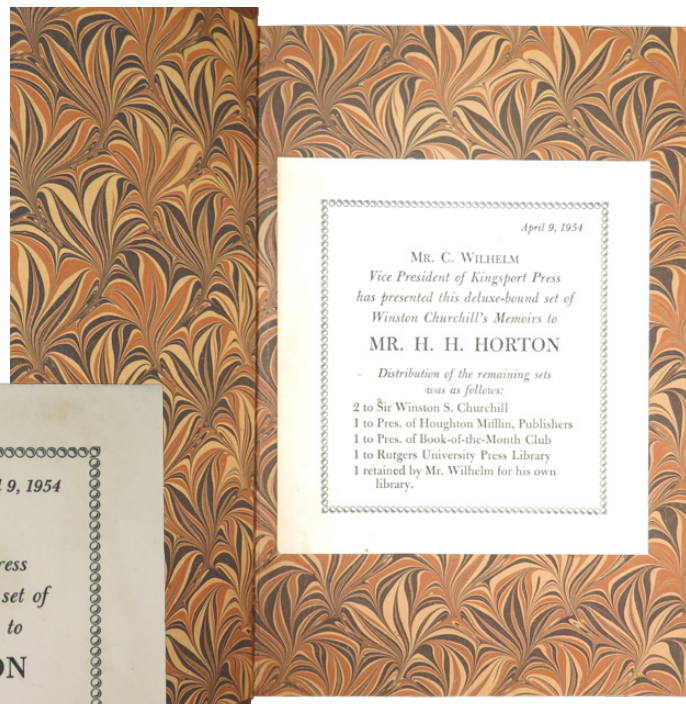 April 9, 1954
MR. C. WILHELM
Vice President of Kingsport Press
has presented this deluxe-bound set of
Winston Churchill's Memoirs to
MR. H. H. HORTON
Distribution of the remaining sets
was as follows:
2 to Sir Winston S. Churchill
1 to Pres. of Houghton Mifflin, Publishers
1 to Pres. of Book-of-the-Month Club
1 to Rutgers University Press Library
1 retained by Mr. Wilhelm for his own
library.
9, 1954
ress
set of
to
ON